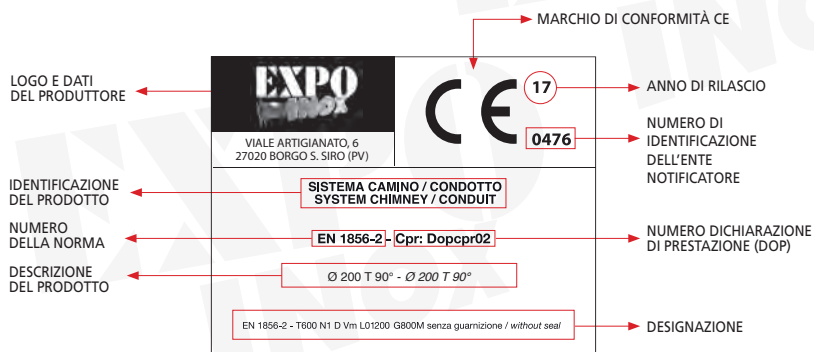 MARCHIO DI CONFORMITÀ CE
LOGO E DATI
DEL PRODUTTORE
EXPO
INOX
VIALE ARTIGIANATO, 6
27020 BORGO S. SIRO (PV)
CE
17
ANNO DI RILASCIO
0476
NUMERO DI
IDENTIFICAZIONE
DELL'ENTE
NOTIFICATORE
IDENTIFICAZIONE
DEL PRODOTTO
SISTEMA CAMINO / CONDOTTO
SYSTEM CHIMNEY / CONDUIT
NUMERO
DELLA NORMA
EN 1856-2 - Cpr: Dopcpr02
NUMERO DICHIARAZIONE
DI PRESTAZIONE (DOP)
DESCRIZIONE
DEL PRODOTTO
Ø 200 T 90° - Ø 200 T 90°
EN 1856-2 - T600 N1 D Vm L01200 G800M senza guarnizione / without seal
DESIGNAZIONE
EXPO
INOX